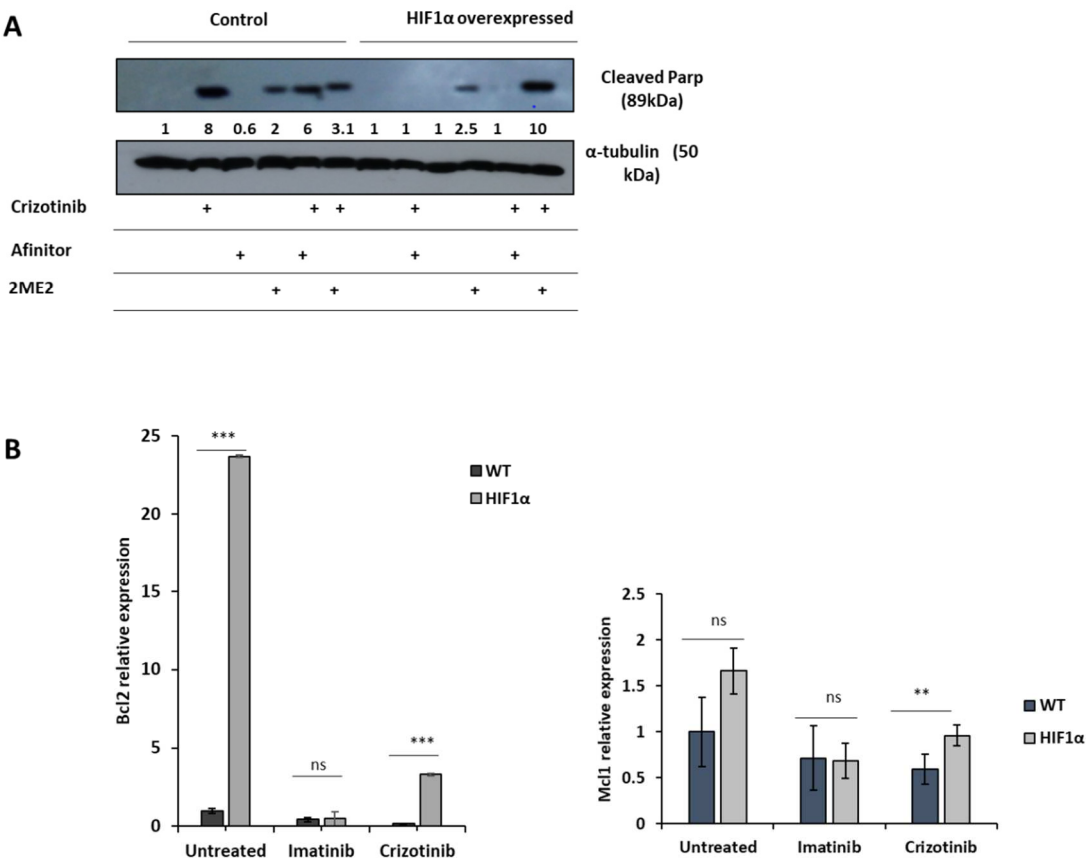 A
Control
HIF1α overexpressed
Cleaved Parp
(89kDa)
1 8 0.6 2 6 3.1 1 1 1 2.5 1 10
α-tubulin (50
kDa)
Crizotinib + + + + + +
Afinitor + + + +
2ME2 + + + +
B
25
20
15
10
5
0
Bcl2 relative expression
***
ns
***
WT
HIF1α
Untreated Imatinib Crizotinib
2.5
2
1.5
1
0.5
0
Mcl1 relative expression
ns
ns
**
WT
HIF1α
Untreated Imatinib Crizotinib